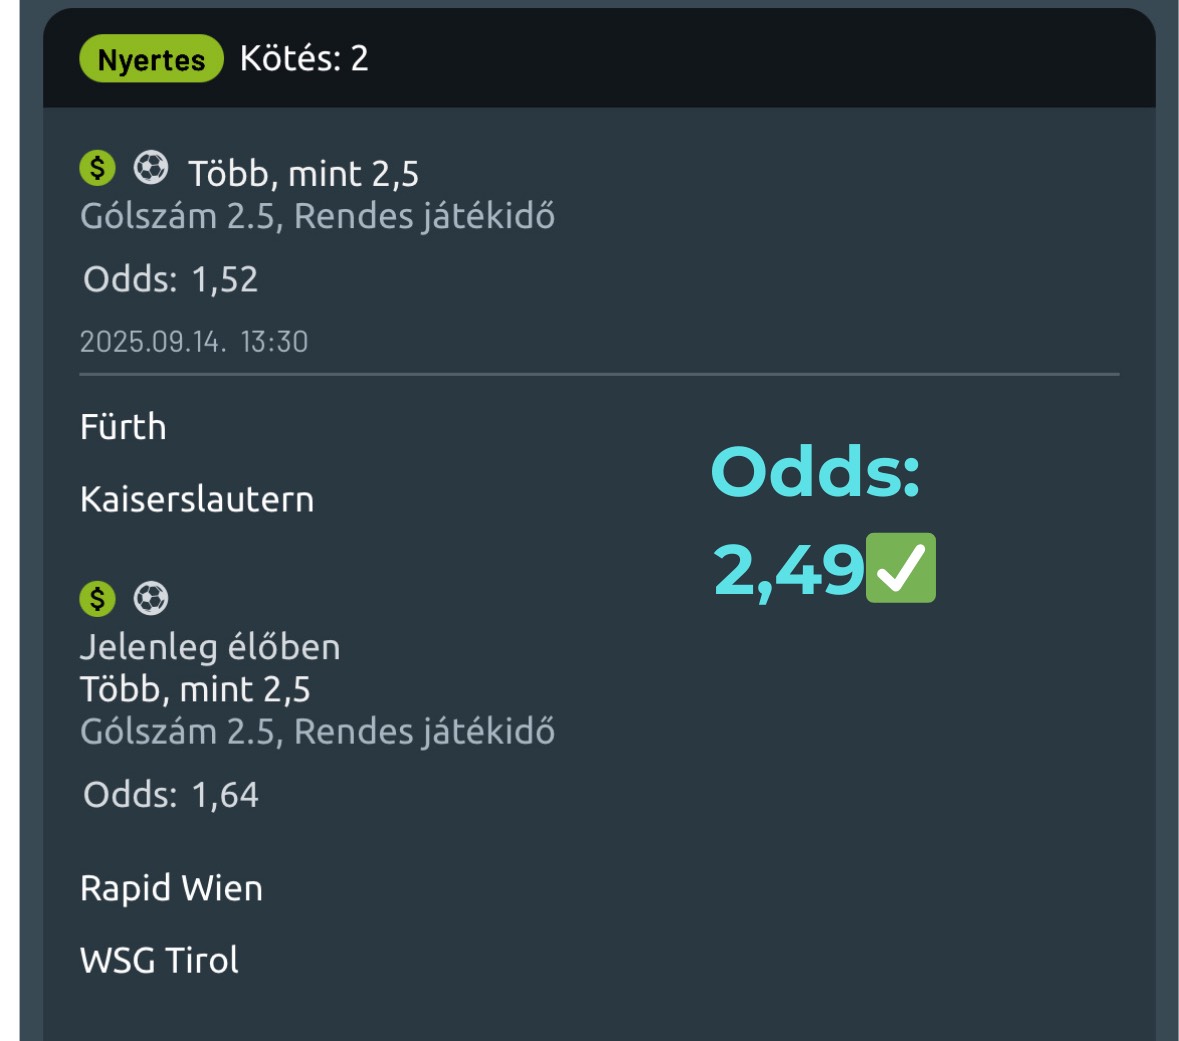 Nyertes Kötés: 2
Több, mint 2,5
Gólszám 2.5, Rendes játékidő
Odds: 1,52
2025.09.14. 13:30
Fürth
Kaiserslautern
Odds:
2,49✅
Jelenleg élőben
Több, mint 2,5
Gólszám 2.5, Rendes játékidő
Odds: 1,64
Rapid Wien
WSG Tirol